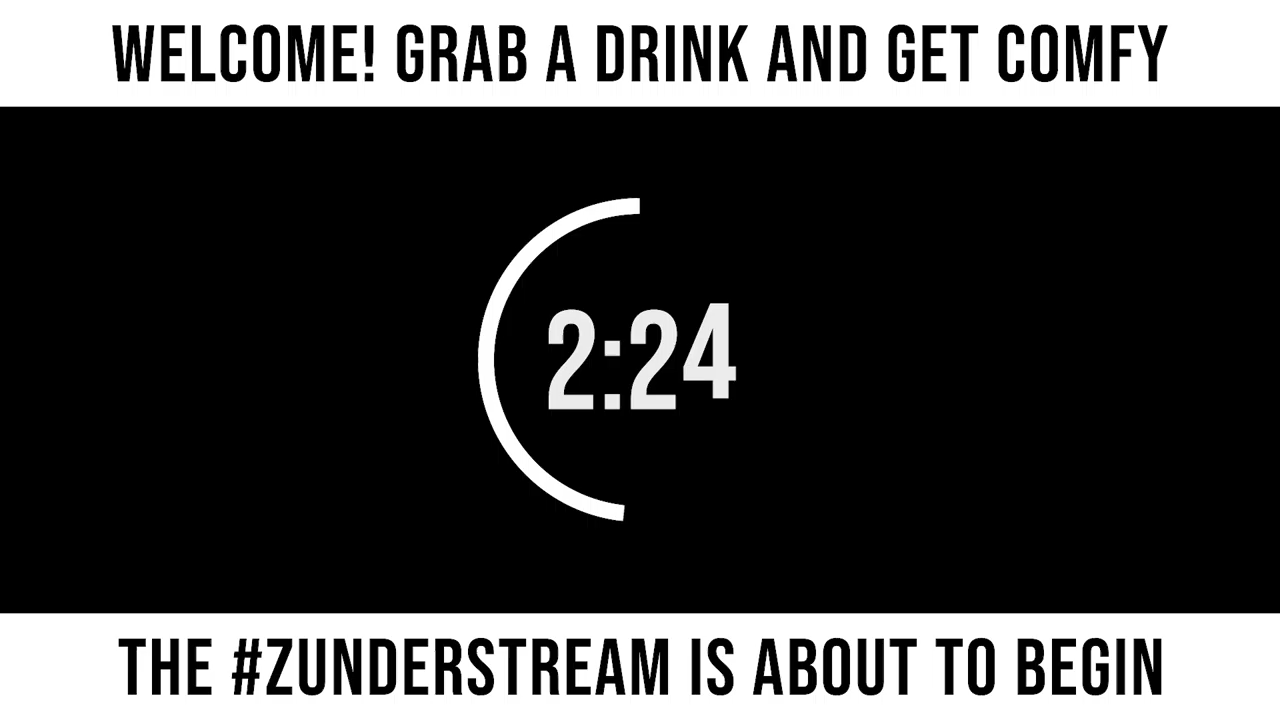 WELCOME! GRAB A DRINK AND GET COMFY
2:24
THE #ZUNDERSTREAM IS ABOUT TO BEGIN